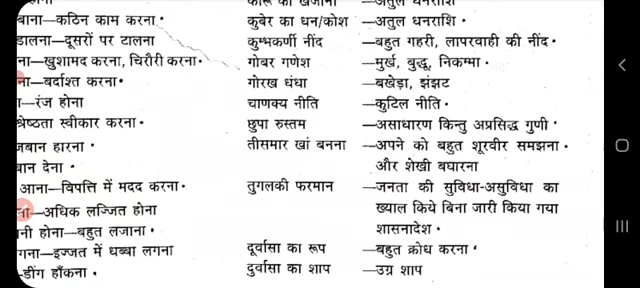 बाना—कठिन काम करना·
डालना—दूसरों पर टालना
ना—खुशामद करना, चिरौरी करना·
ना—बर्दाश्त करना·
—रंज होना
श्रेष्ठता स्वीकार करना·
जबान हारना·
बान देना·
आना—विपत्ति में मदद करना·
ना—अधिक लज्जित होना
नी होना—बहुत लजाना·
गना—इज्जत में धब्बा लगना
—डींग हाँकना·
—अतुल धनराशि
कुबेर का धन/कोश —अतुल धनराशि
कुम्भकर्णी नींद —बहुत गहरी, लापरवाही की नींद·
गोबर गणेश —मुर्ख, बुद्धू, निकम्मा·
गोरख धंधा —बखेड़ा, झंझट
चाणक्य नीति —कुटिल नीति·
छुपा रुस्तम —असाधारण किन्तु अप्रसिद्ध गुणी·
तीसमार खां बनना —अपने को बहुत शूरवीर समझना·
और शेखी बघारना
तुगलकी फरमान —जनता की सुविधा-असुविधा का
ख्याल किये बिना जारी किया गया
शासनादेश·
दूर्वासा का रूप —बहुत क्रोध करना'
दुर्वासा का शाप —उग्र शाप